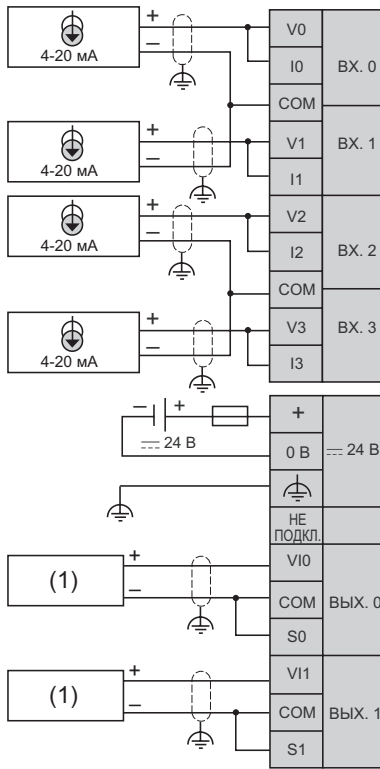 +
V0
4-20 мА
–
I0
ВХ. 0
COM
+
V1
ВХ. 1
4-20 мА
–
I1
+
V2
4-20 мА
–
I2
ВХ. 2
COM
+
V3
ВХ. 3
4-20 мА
–
I3
– +
+
24 В
0 В
24 В
НЕ
ПОДКЛ.
+
VI0
(1)
–
COM
ВЫХ. 0
S0
+
VI1
(1)
–
COM
ВЫХ. 1
S1